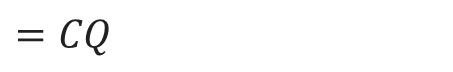 = CQ